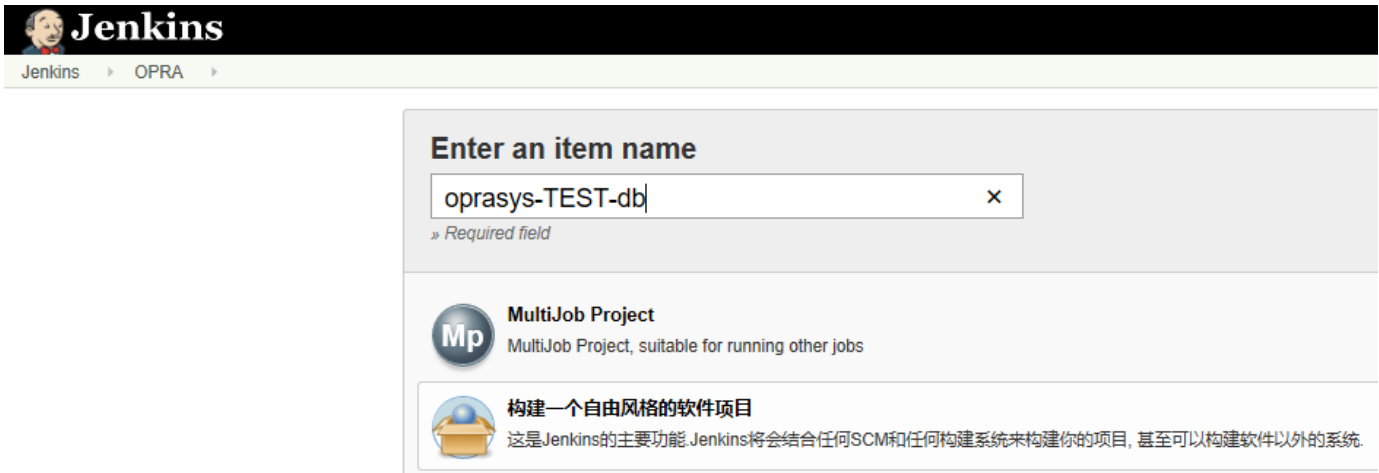 Jenkins
Jenkins OPRA
Enter an item name
oprasys-TEST-db
» Required field
Mp
MultiJob Project
MultiJob Project, suitable for running other jobs
构建一个自由风格的软件项目
这是Jenkins的主要功能.Jenkins将会结合任何SCM和任何构建系统来构建你的项目, 甚至可以构建软件以外的系统.